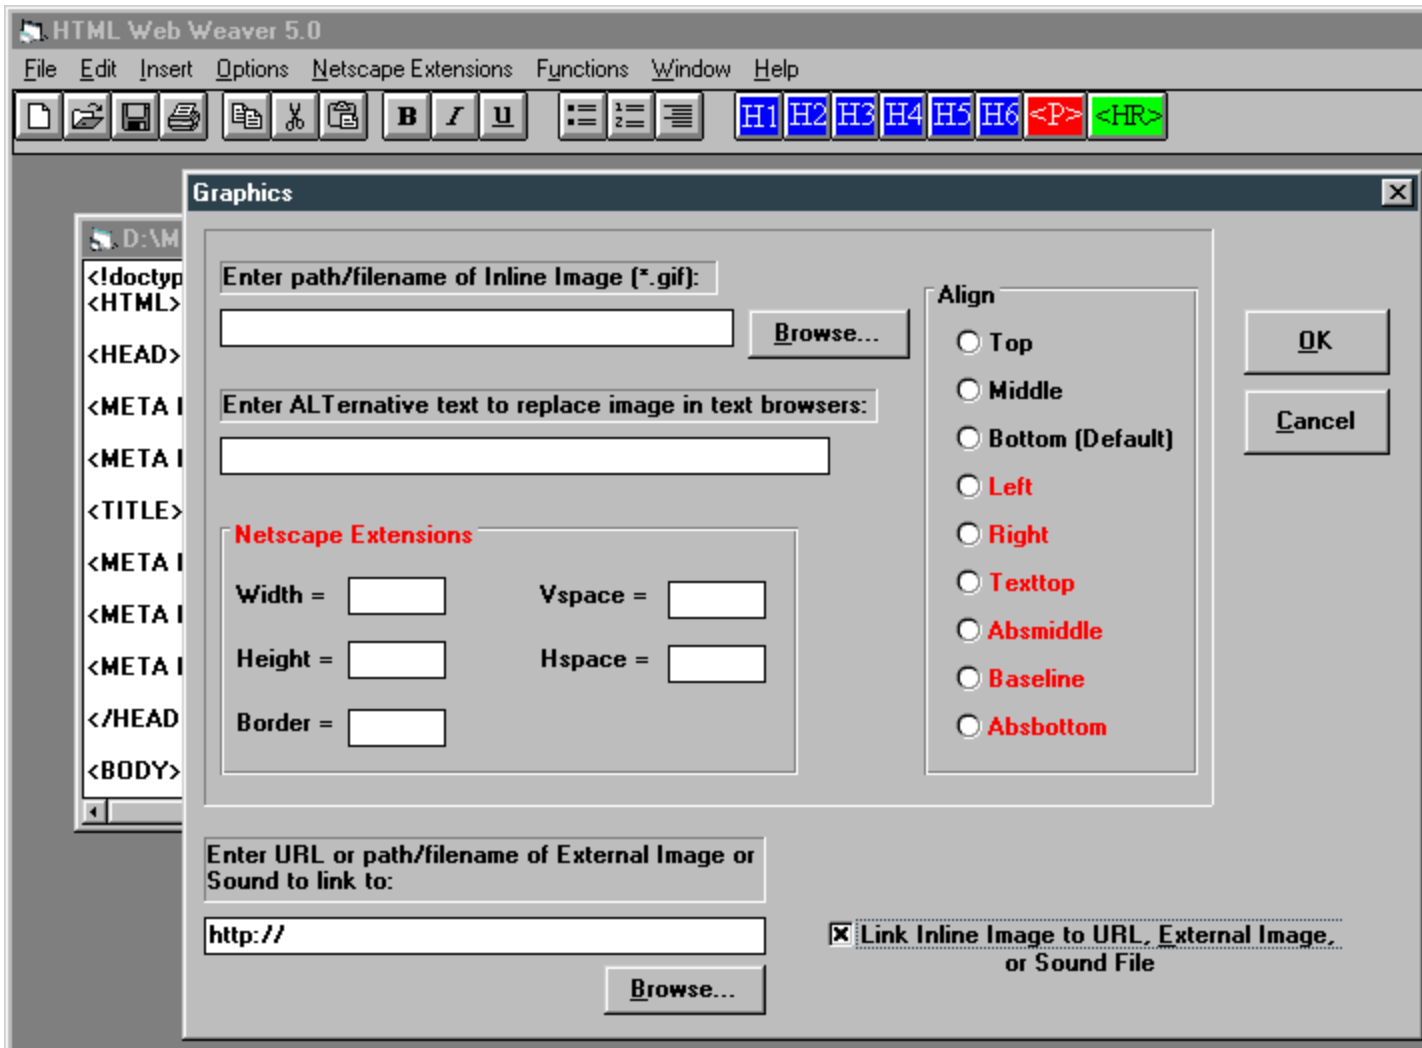 HTML Web Weaver 5.0
File Edit Insert Options Netscape Extensions Functions Window Help
B I U H1 H2 H3 H4 H5 H6 <P> <HR>
Graphics
D:\M
<!doctyp
<HTML>
<HEAD>
<META
<META
<TITLE>
<META
<META
<META
</HEAD
<BODY>
Enter path/filename of Inline Image (*.gif):
Browse...
Enter ALTernative text to replace image in text browsers:
Netscape Extensions
Width =
Vspace =
Height =
Hspace =
Border =
Align
Top
Middle
Bottom (Default)
Left
Right
Texttop
Absmiddle
Baseline
Absbottom
OK
Cancel
Enter URL or path/filename of External Image or
Sound to link to:
http://
Browse...
Link Inline Image to URL, External Image,
or Sound File